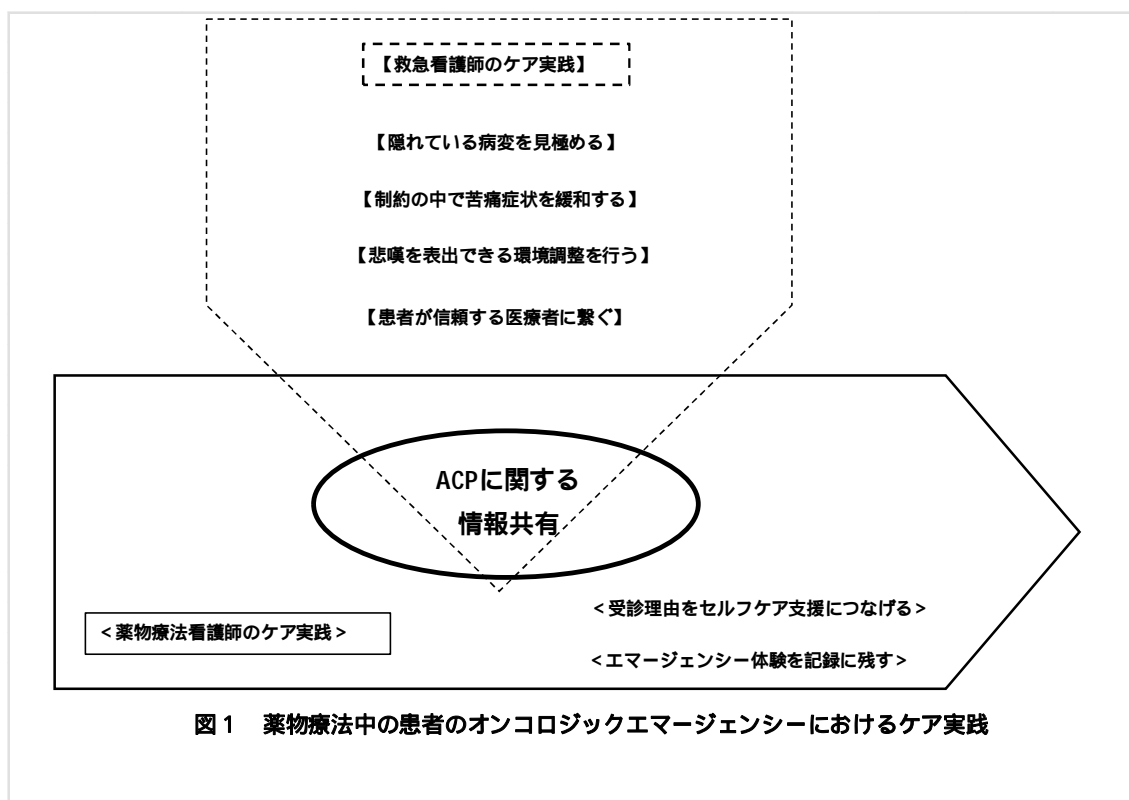 【救急看護師のケア実践】
【隠れている病変を見極める】
【制約の中で苦痛症状を緩和する】
【悲嘆を表出できる環境調整を行う】
【患者が信頼する医療者に繋ぐ】
ACPに関する
情報共有
<受診理由をセルフケア支援につなげる>
<薬物療法看護師のケア実践>
<エマージェンシー体験を記録に残す>
図1 薬物療法中の患者のオンコロジックエマージェンシーにおけるケア実践